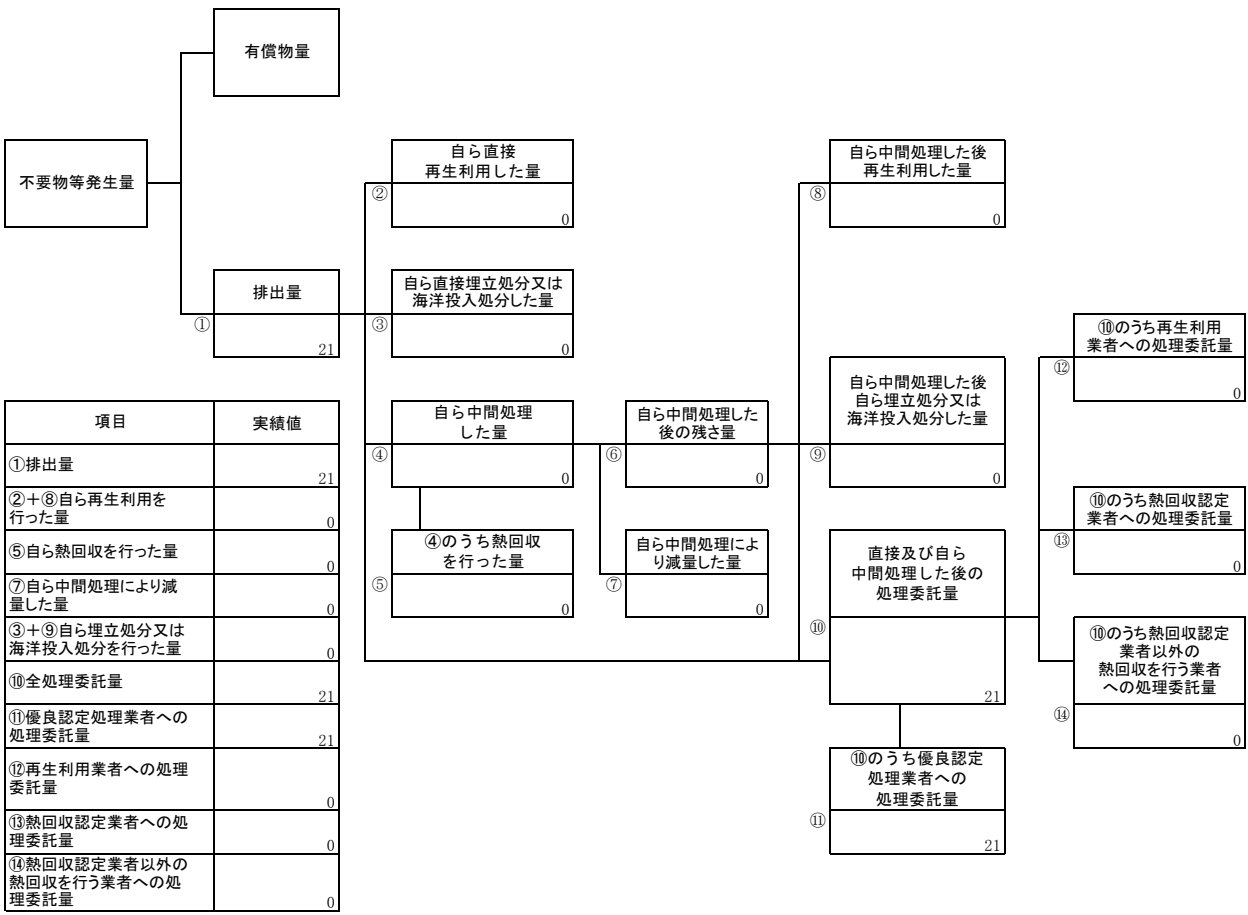 有償物量
不要物等発生量
排出量
①
21
自ら直接
再生利用した量
②
0
自ら直接埋立処分又は
海洋投入処分した量
③
0
自ら中間処理
した量
④
0
④のうち熱回収
を行った量
⑤
0
自ら中間処理した
後の残さ量
⑥
0
自ら中間処理によ
り減量した量
⑦
0
自ら中間処理した後
再生利用した量
⑧
0
自ら中間処理した後
自ら埋立処分又は
海洋投入処分した量
⑨
0
直接及び自ら
中間処理した後の
処理委託量
⑩
21
⑩のうち優良認定
処理業者への
処理委託量
⑪
21
⑩のうち再生利用
業者への処理委託量
⑫
0
⑩のうち熱回収認定
業者への処理委託量
⑬
0
⑩のうち熱回収認定
業者以外の
熱回収を行う業者
への処理委託量
⑭
0
項目 実績値
①排出量
21
②＋⑧自ら再生利用を
行った量
0
⑤自ら熱回収を行った量
0
⑦自ら中間処理により減
量した量
0
③＋⑨自ら埋立処分又は
海洋投入処分を行った量
0
⑩全処理委託量
21
⑪優良認定処理業者への
処理委託量
21
⑫再生利用業者への処理
委託量
0
⑬熱回収認定業者への処
理委託量
0
⑭熱回収認定業者以外の
熱回収を行う業者への処
理委託量
0